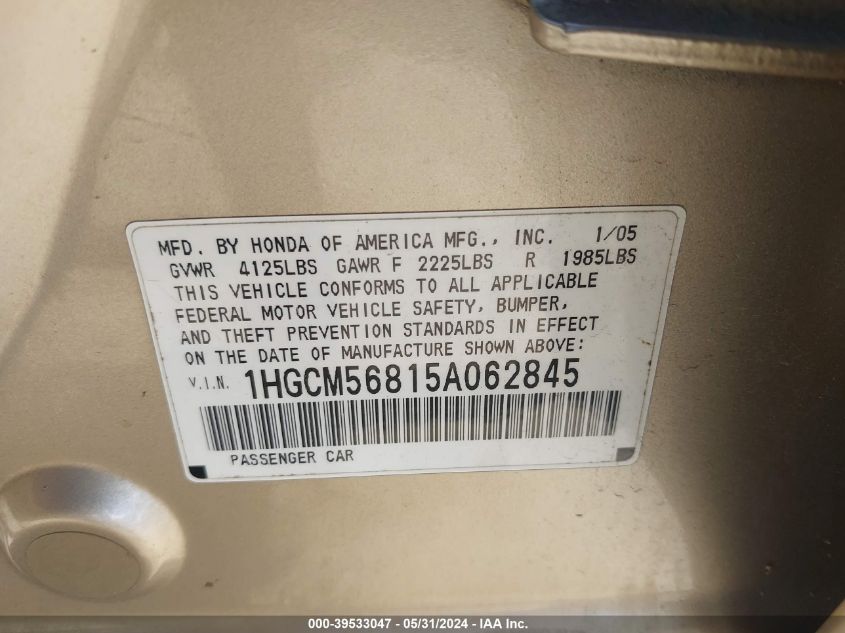 MFD. BY HONDA OF AMERICA MFG., INC. 1/05
GVWR 4125LBS GAWR F 2225LBS R 1985LBS
THIS VEHICLE CONFORMS TO ALL APPLICABLE
FEDERAL MOTOR VEHICLE SAFETY, BUMPER,
AND THEFT PREVENTION STANDARDS IN EFFECT
ON THE DATE OF MANUFACTURE SHOWN ABOVE:
V.I.N. 1HGCM56815A062845
PASSENGER CAR
000-39533047 - 05/31/2024 - IAA Inc.